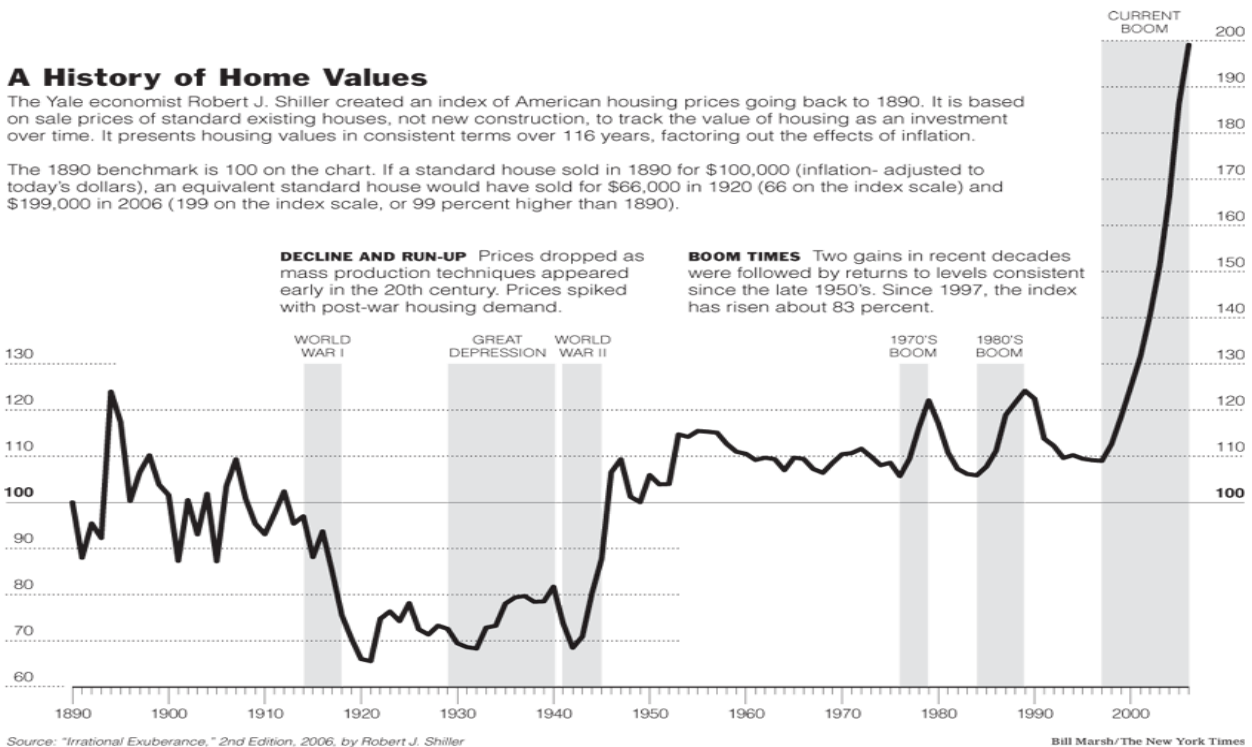 CURRENT
BOOM
A History of Home Values
The Yale economist Robert J. Shiller created an index of American housing prices going back to 1890. It is based
on sale prices of standard existing houses, not new construction, to track the value of housing as an investment
over time. It presents housing values in consistent terms over 116 years, factoring out the effects of inflation.
The 1890 benchmark is 100 on the chart. If a standard house sold in 1890 for $100,000 (inflation- adjusted to
today's dollars), an equivalent standard house would have sold for $66,000 in 1920 (66 on the index scale) and
$199,000 in 2006 (199 on the index scale, or 99 percent higher than 1890).
DECLINE AND RUN-UP Prices dropped as
mass production techniques appeared
early in the 20th century. Prices spiked
with post-war housing demand.
BOOM TIMES Two gains in recent decades
were followed by returns to levels consistent
since the late 1950's. Since 1997, the index
has risen about 83 percent.
WORLD
WAR I
GREAT
DEPRESSION
WORLD
WAR II
1970'S
BOOM
1980'S
BOOM
130
120
110
100
90
80
70
60
200
190
180
170
160
150
140
130
120
110
100
1890 1900 1910 1920 1930 1940 1950 1960 1970 1980 1990 2000
Source: "Irrational Exuberance," 2nd Edition, 2006, by Robert J. Shiller
Bill Marsh/The New York Times